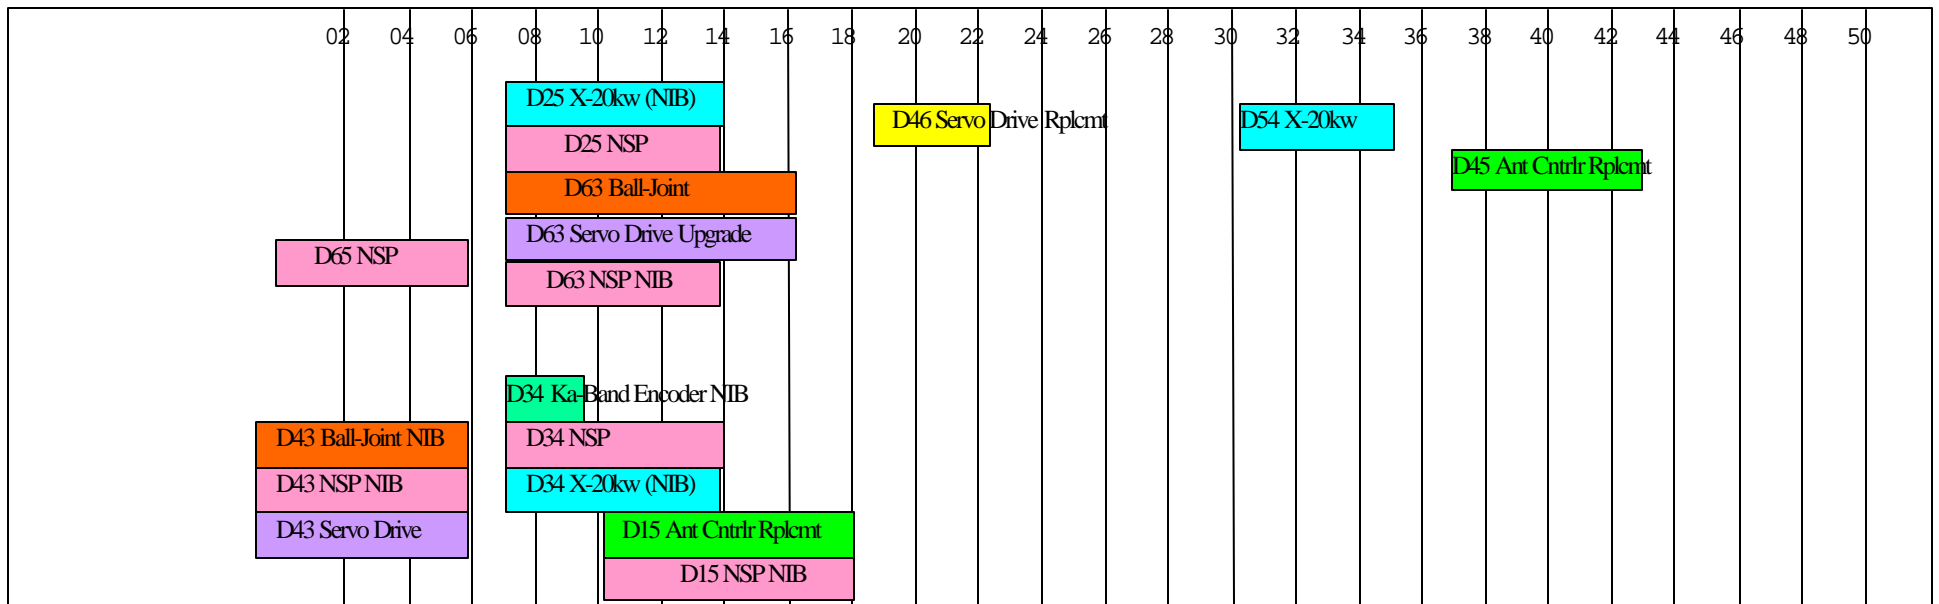 02 04 06 08 10 12 14 16 18 20 22 24 26 28 30 32 34 36 38 40 42 44 46 48 50
D25 X-20kw (NIB)
D46 Servo Drive Rplcmt
D54 X-20kw
D25 NSP
D45 Ant Cntrlr Rplcmt
D63 Ball-Joint
D63 Servo Drive Upgrade
D65 NSP
D63 NSP NIB
D34 Ka-Band Encoder NIB
D43 Ball-Joint NIB
D34 NSP
D43 NSP NIB
D34 X-20kw (NIB)
D43 Servo Drive
D15 Ant Cntrlr Rplcmt
D15 NSP NIB